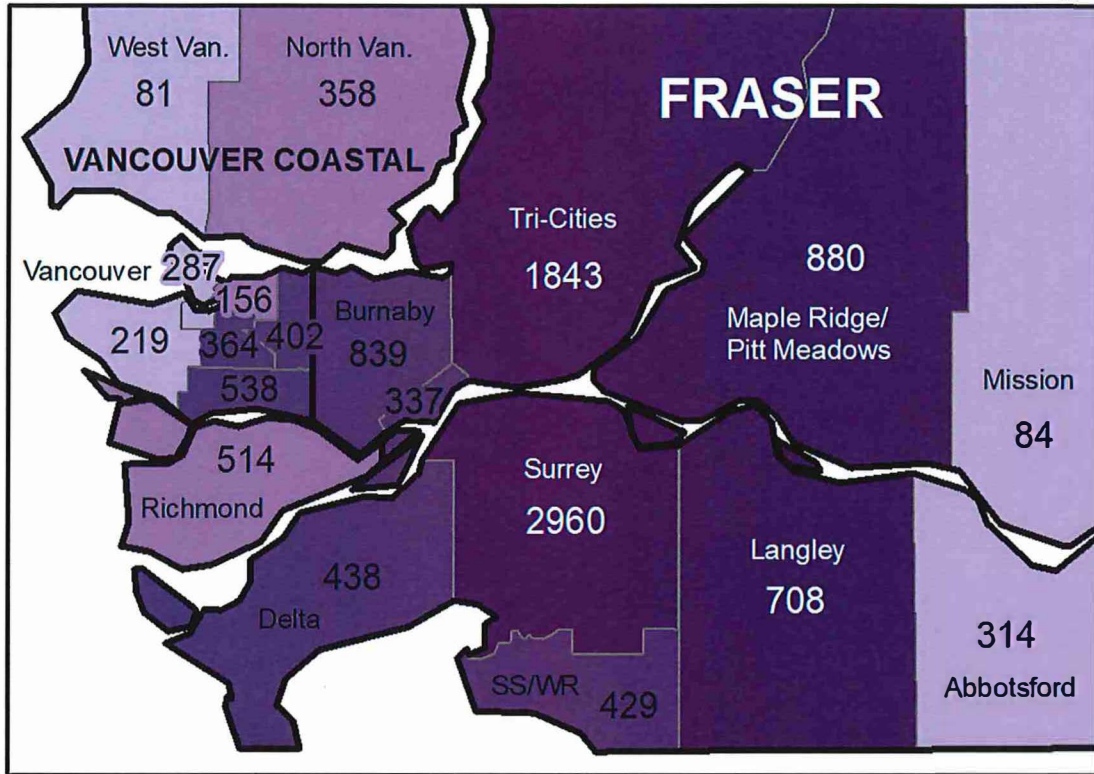 West Van.
81
North Van.
358
VANCOUVER COASTAL
FRASER
Tri-Cities
1843
880
Maple Ridge/
Pitt Meadows
Vancouver
287
156
219
364
402
538
Burnaby
839
337
Mission
84
514
Richmond
Surrey
2960
Langley
708
438
Delta
SS/WR
429
314
Abbotsford